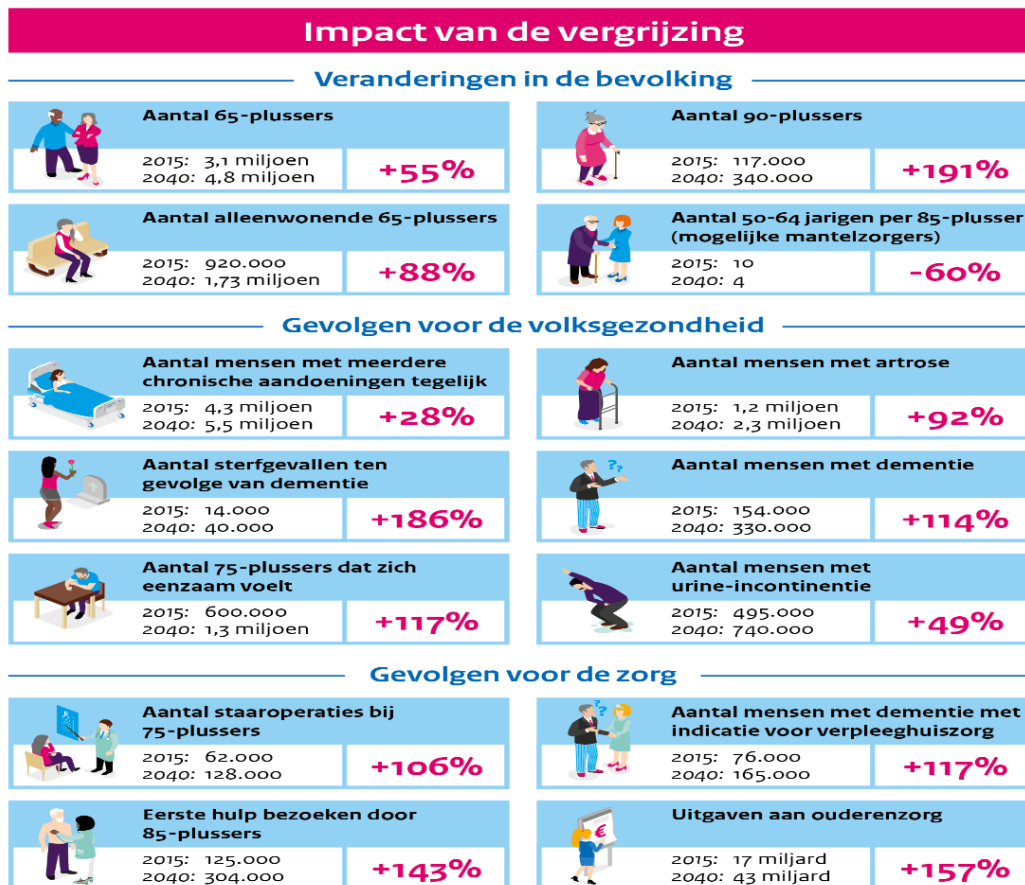 Impact van de vergrijzing
Veranderingen in de bevolking
Aantal 65-plussers
2015: 3,1 miljoen
2040: 4,8 miljoen
+55%
Aantal 90-plussers
2015: 117.000
2040: 340.000
+191%
Aantal alleenwonende 65-plussers
2015: 920.000
2040: 1,73 miljoen
+88%
Aantal 50-64 jarigen per 85-plusser
(mogelijke mantelzorgers)
2015: 10
2040: 4
-60%
Gevolgen voor de volksgezondheid
Aantal mensen met meerdere
chronische aandoeningen tegelijk
2015: 4,3 miljoen
2040: 5,5 miljoen
+28%
Aantal mensen met artrose
2015: 1,2 miljoen
2040: 2,3 miljoen
+92%
Aantal sterfgevallen ten
gevolge van dementie
2015: 14.000
2040: 40.000
+186%
??
Aantal mensen met dementie
2015: 154.000
2040: 330.000
+114%
Aantal 75-plussers dat zich
eenzaam voelt
2015: 600.000
2040: 1,3 miljoen
+117%
Aantal mensen met
urine-incontinentie
2015: 495.000
2040: 740.000
+49%
Gevolgen voor de zorg
Aantal staaroperaties bij
75-plussers
2015: 62.000
2040: 128.000
+106%
??
Aantal mensen met dementie met
indicatie voor verpleeghuiszorg
2015: 76.000
2040: 165.000
+117%
Eerste hulp bezoeken door
85-plussers
2015: 125.000
2040: 304.000
+143%
€
Uitgaven aan ouderenzorg
2015: 17 miljard
2040: 43 miljard
+157%